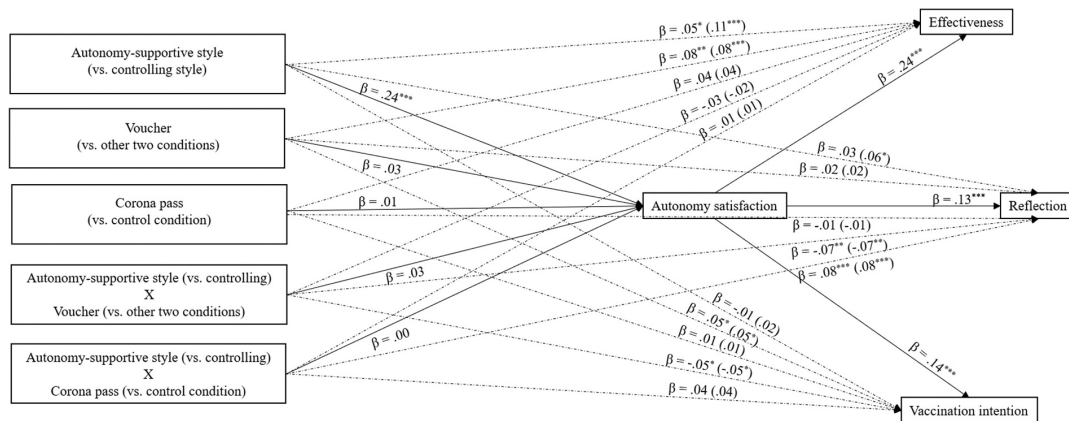 Effectiveness
Autonomy-supportive style
(vs. controlling style)
β = .05* (.11***)
β = .08** (.08***)
β = .04 (.04)
β = -.03 (-.02)
β = .01 (.01)
β = .24***
β = .24***
Voucher
(vs. other two conditions)
β = .03
β = .03 (.06*)
β = .02 (.02)
Corona pass
(vs. control condition)
β = .01
Autonomy satisfaction
β = .13***
Reflection
β = -.01 (-.01)
β = -.07** (-.07**)
β = .08*** (.08***)
Autonomy-supportive style (vs. controlling)
X
Voucher (vs. other two conditions)
β = .03
β = .00
β = -.01 (.02)
β = .05* (.05*)
β = .01 (.01)
β = -.05* (-.05*)
β = .04 (.04)
β = .14***
Autonomy-supportive style (vs. controlling)
X
Corona pass (vs. control condition)
Vaccination intention